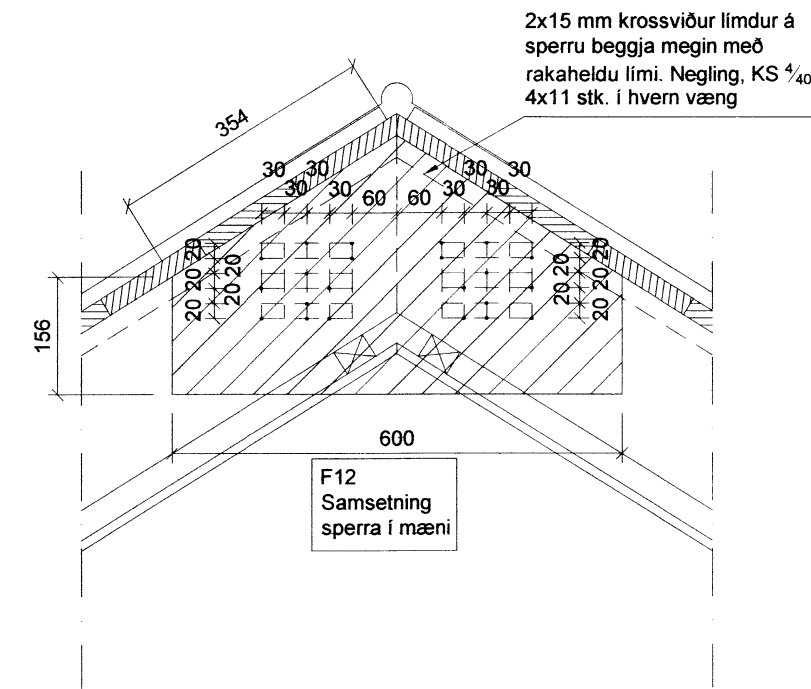 2x15 mm krossviður límdur á
sperru beggja megin með
rakaheldu lími. Negling, KS 4/40
4x11 stk. í hvern væng
354
30 30 30 30
30 30 60 60 30 30
20 20 20 20 20
20 20 20 20 20
156
600
F12
Samsetning
sperra í mæni